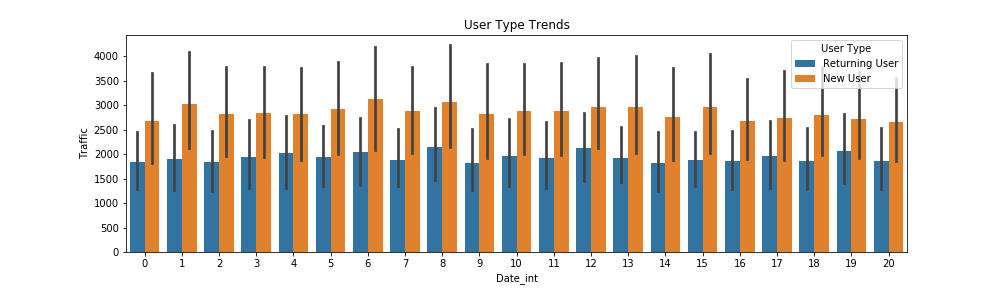 User Type Trends
Traffic
4000
3500
3000
2500
2000
1500
1000
500
0
User Type
Returning User
New User
0 1 2 3 4 5 6 7 8 9 10 11 12 13 14 15 16 17 18 19 20
Date_int